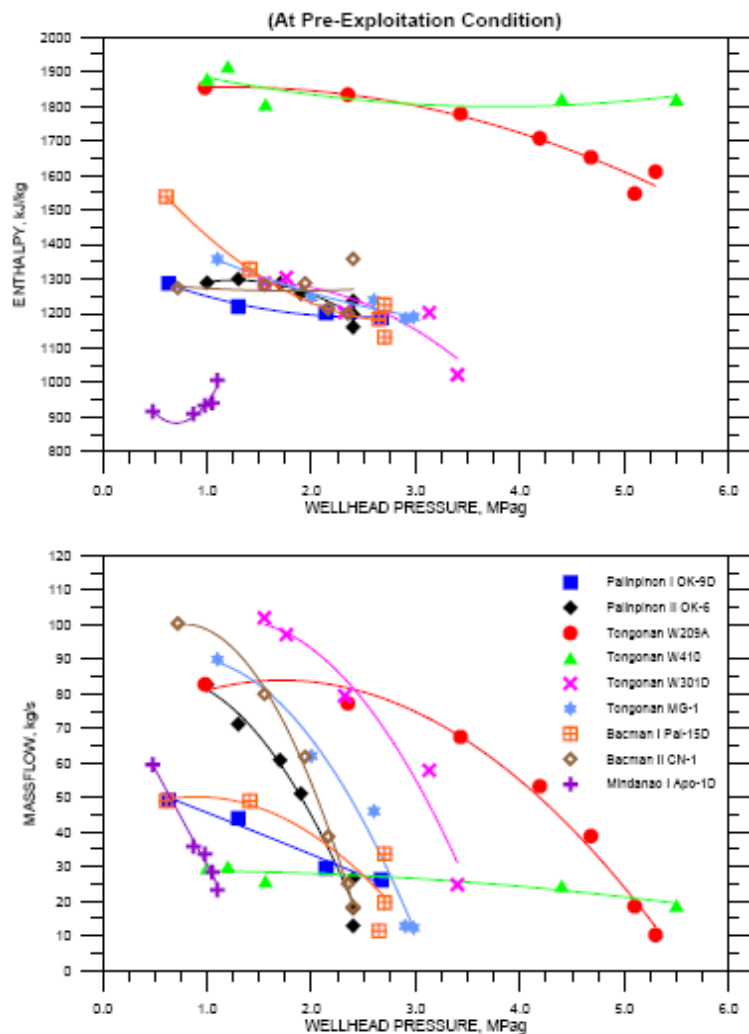 (At Pre-Exploitation Condition)
2000
1900
1800
1700
1600
1500
1400
1300
1200
1100
1000
900
800
ENTHALPY, kJ/kg
0.0 1.0 2.0 3.0 4.0 5.0 6.0
WELLHEAD PRESSURE, MPag
120
110
100
90
80
70
60
50
40
30
20
10
0
MASSFLOW, kg/s
Palinpinon I OK-9D
Palinpinon II OK-6
Tongonan W209A
Tongonan W410
Tongonan W301D
Tongonan MG-1
Bacman I Pal-15D
Bacman II CN-1
Mindanao I Apo-1D
0.0 1.0 2.0 3.0 4.0 5.0 6.0
WELLHEAD PRESSURE, MPag